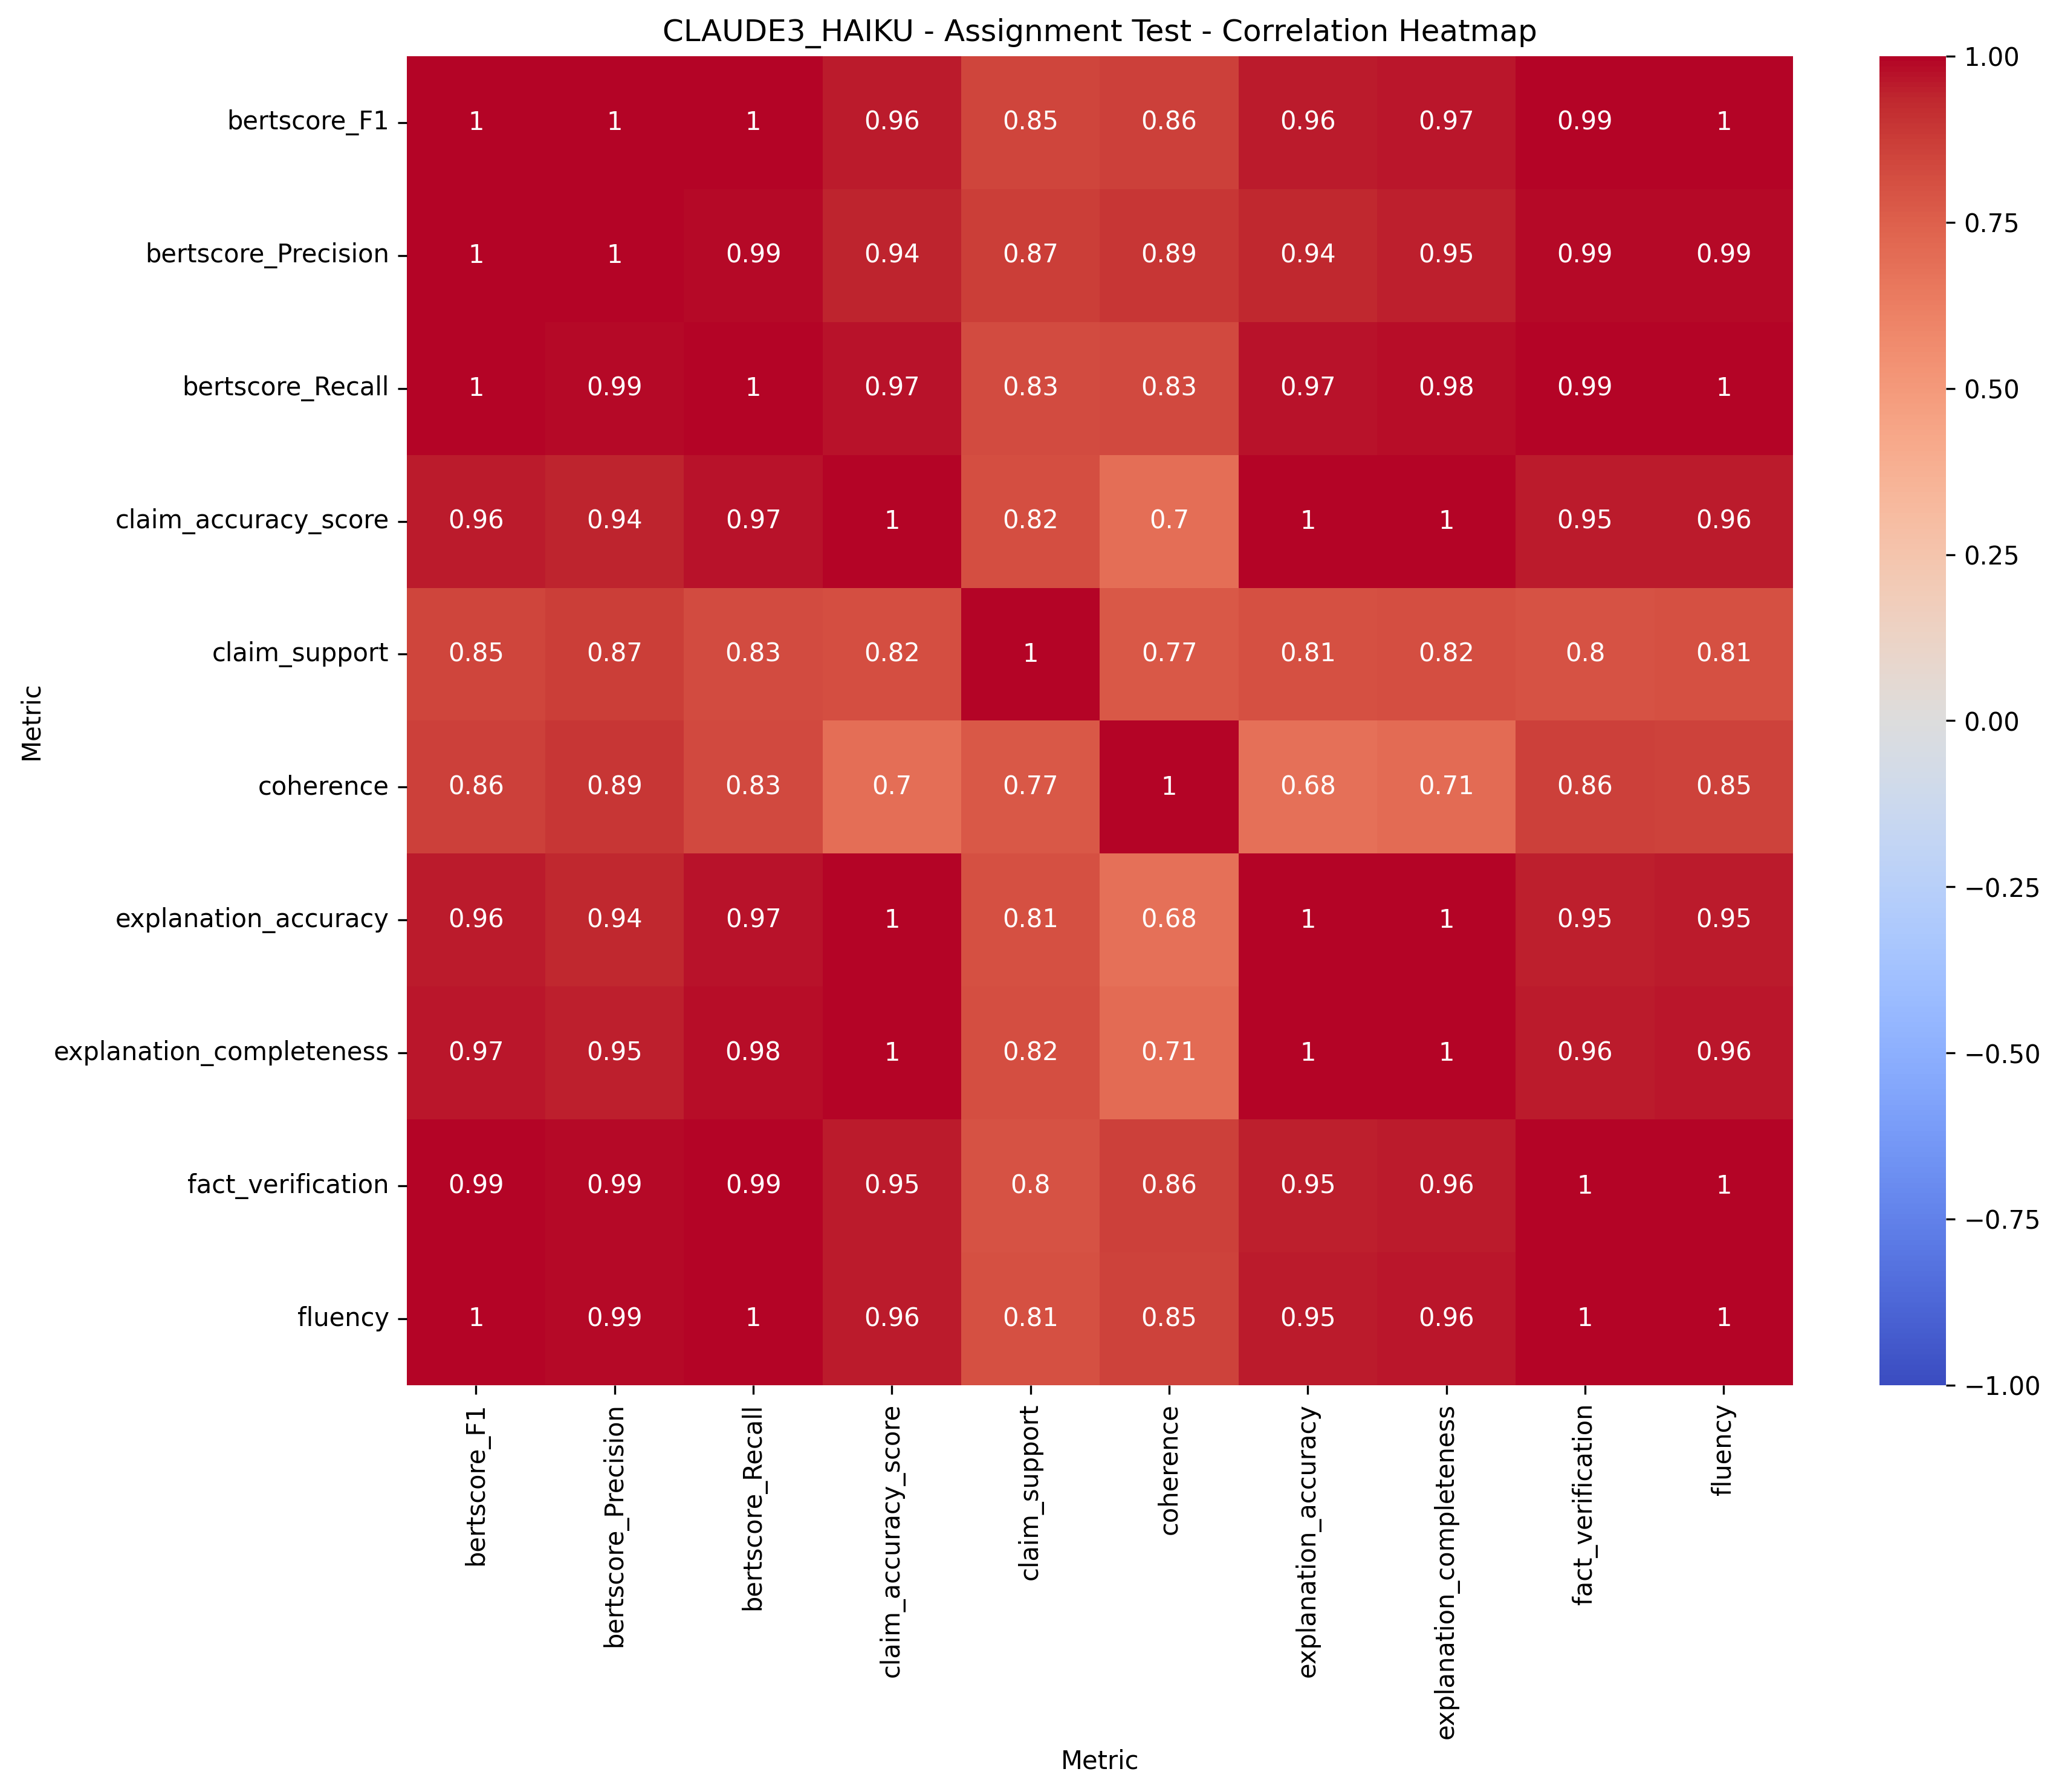 CLAUDE3_HAIKU - Assignment Test - Correlation Heatmap
bertscore_F1 1 1 1 0.96 0.85 0.86 0.96 0.97 0.99 1
bertscore_Precision 1 1 0.99 0.94 0.87 0.89 0.94 0.95 0.99 0.99
bertscore_Recall 1 0.99 1 0.97 0.83 0.83 0.97 0.98 0.99 1
claim_accuracy_score 0.96 0.94 0.97 1 0.82 0.7 1 1 0.95 0.96
claim_support 0.85 0.87 0.83 0.82 1 0.77 0.81 0.82 0.8 0.81
coherence 0.86 0.89 0.83 0.7 0.77 1 0.68 0.71 0.86 0.85
explanation_accuracy 0.96 0.94 0.97 1 0.81 0.68 1 1 0.95 0.95
explanation_completeness 0.97 0.95 0.98 1 0.82 0.71 1 1 0.96 0.96
fact_verification 0.99 0.99 0.99 0.95 0.8 0.86 0.95 0.96 1 1
fluency 1 0.99 1 0.96 0.81 0.85 0.95 0.96 1 1
Metric
bertscore_F1
bertscore_Precision
bertscore_Recall
claim_accuracy_score
claim_support
coherence
explanation_accuracy
explanation_completeness
fact_verification
fluency
Metric
1.00
0.75
0.50
0.25
0.00
−0.25
−0.50
−0.75
−1.00